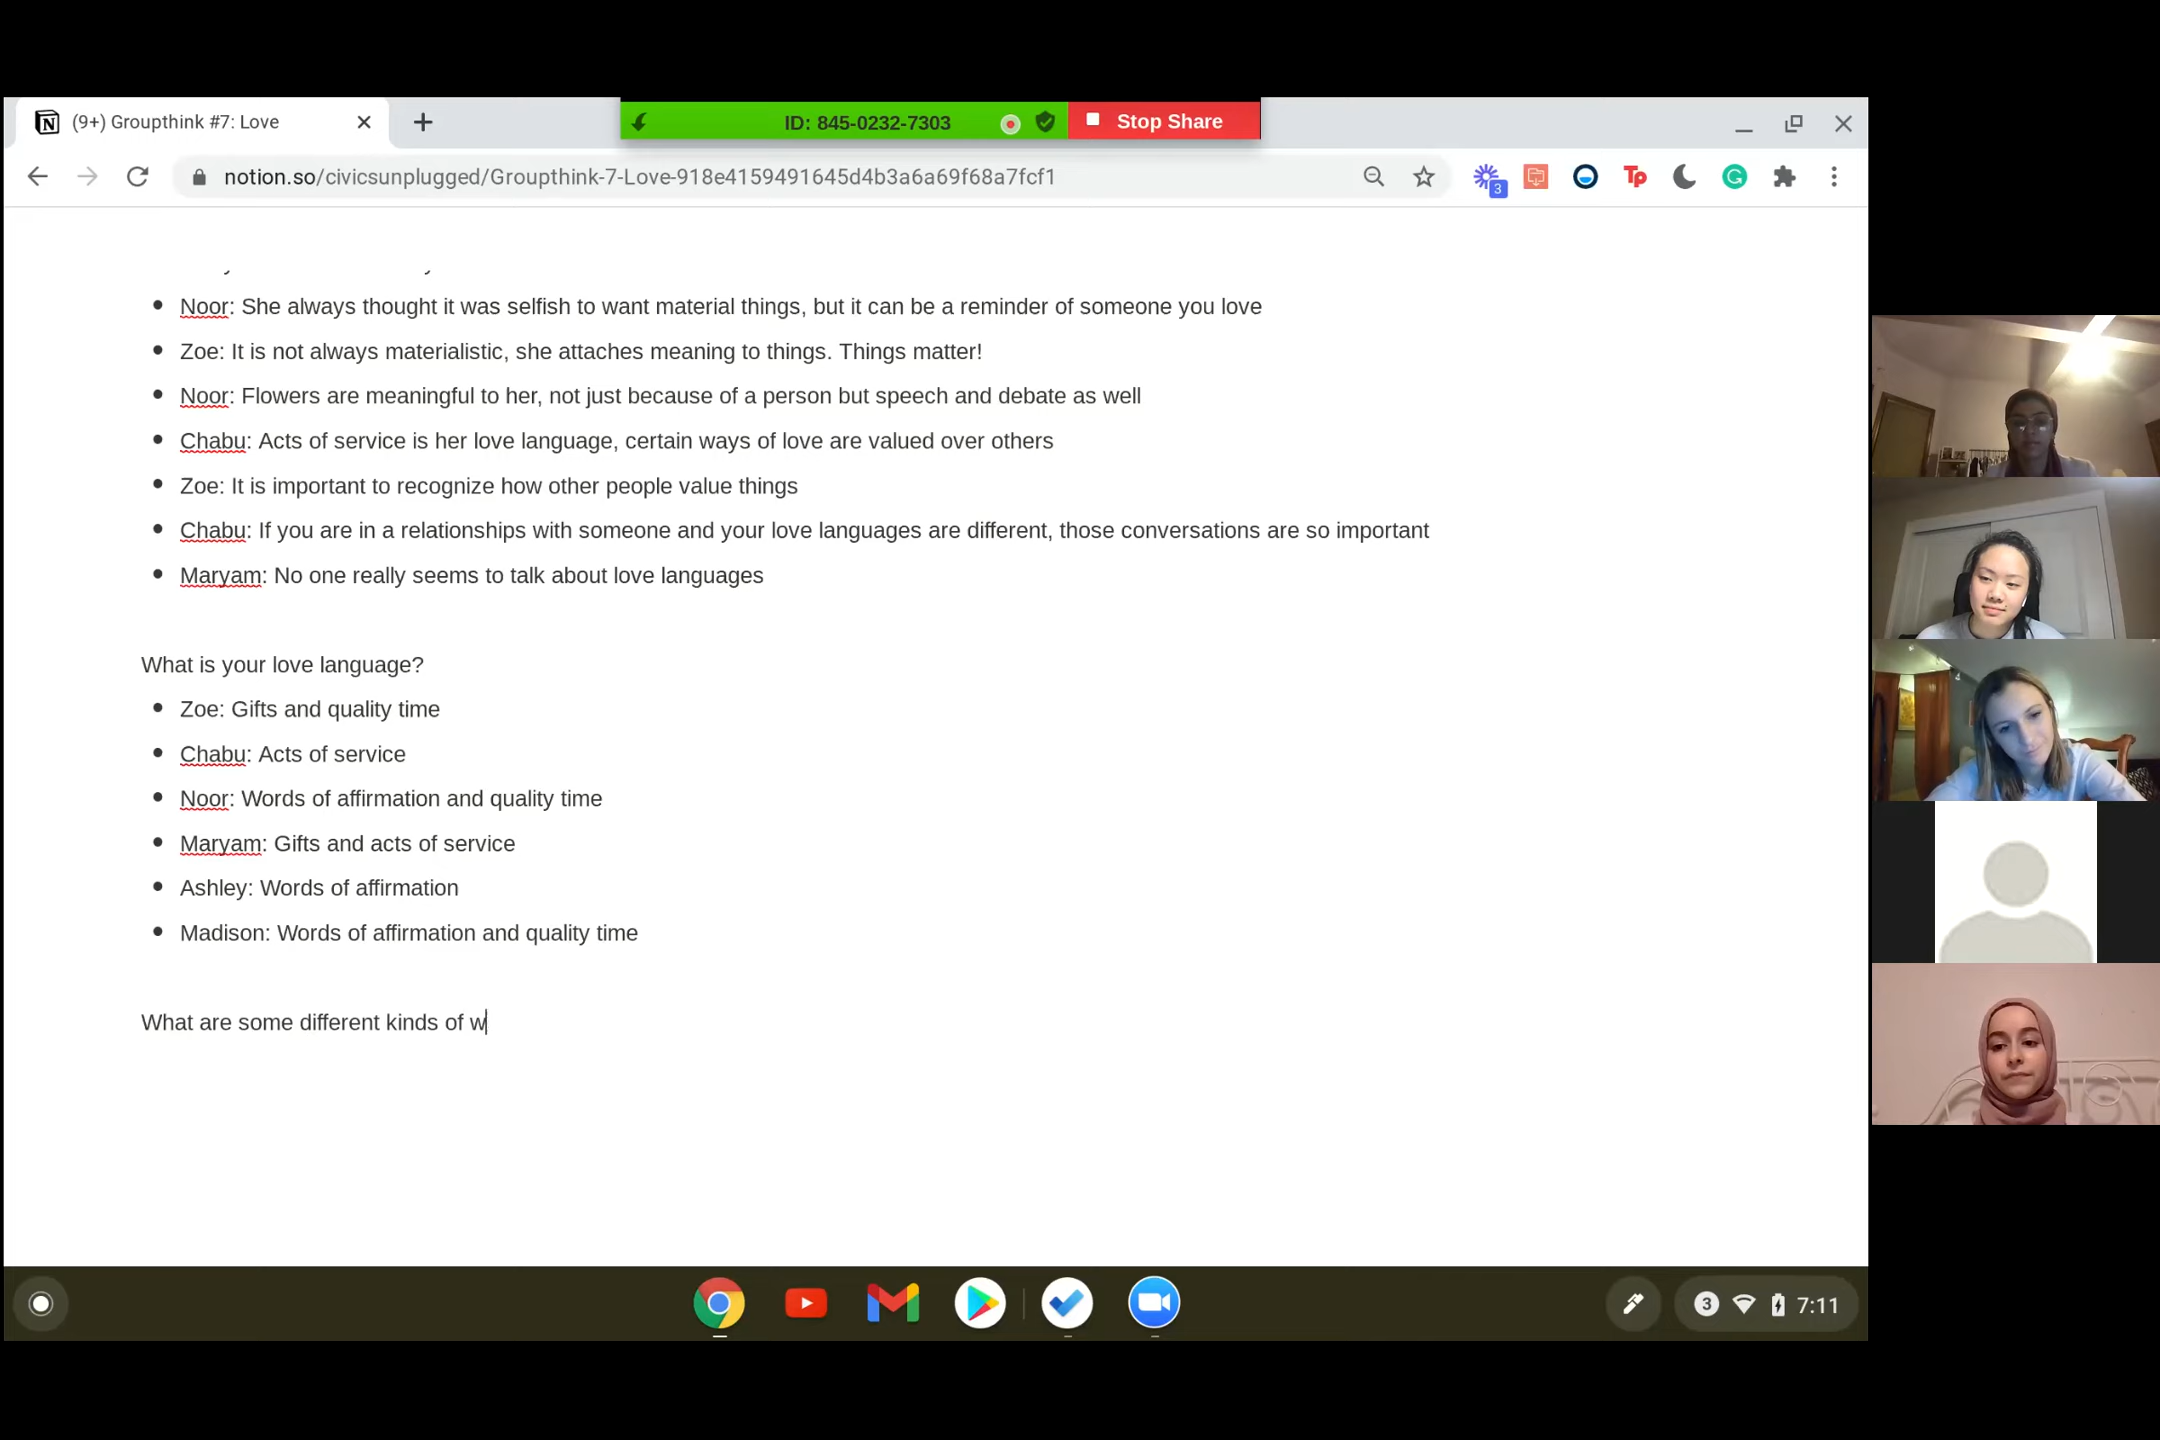 (9+) Groupthink #7: Love
ID: 845-0232-7303
Stop Share
notion.so/civicsunplugged/Groupthink-7-Love-918e4159491645d4b3a6a69f68a7fcf1
3
Tp
Noor: She always thought it was selfish to want material things, but it can be a reminder of someone you love
Zoe: It is not always materialistic, she attaches meaning to things. Things matter!
Noor: Flowers are meaningful to her, not just because of a person but speech and debate as well
Chabu: Acts of service is her love language, certain ways of love are valued over others
Zoe: It is important to recognize how other people value things
Chabu: If you are in a relationships with someone and your love languages are different, those conversations are so important
Maryam: No one really seems to talk about love languages
What is your love language?
Zoe: Gifts and quality time
Chabu: Acts of service
Noor: Words of affirmation and quality time
Maryam: Gifts and acts of service
Ashley: Words of affirmation
Madison: Words of affirmation and quality time
What are some different kinds of w
3 7:11